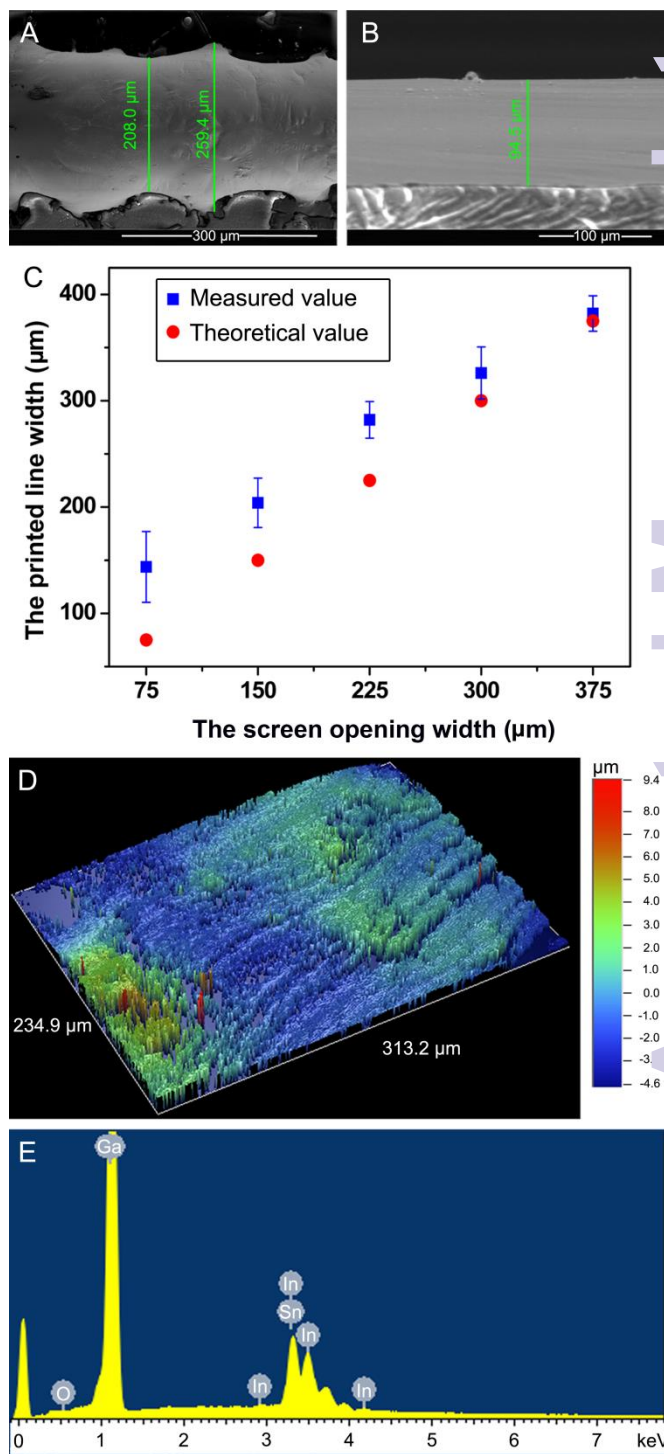 A
208.0 µm
259.4 µm
300 µm
B
94.8 µm
100 µm
C
400
300
200
100
Measured value
Theoretical value
The printed line width (µm)
75 150 225 300 375
The screen opening width (µm)
D
234.9 µm
313.2 µm
µm
9.4
8.0
7.0
6.0
5.0
4.0
3.0
2.0
1.0
0.0
-1.0
-2.0
-4.6
E
Ga
In
Sn
In
O
In
In
0 1 2 3 4 5 6 7 keV